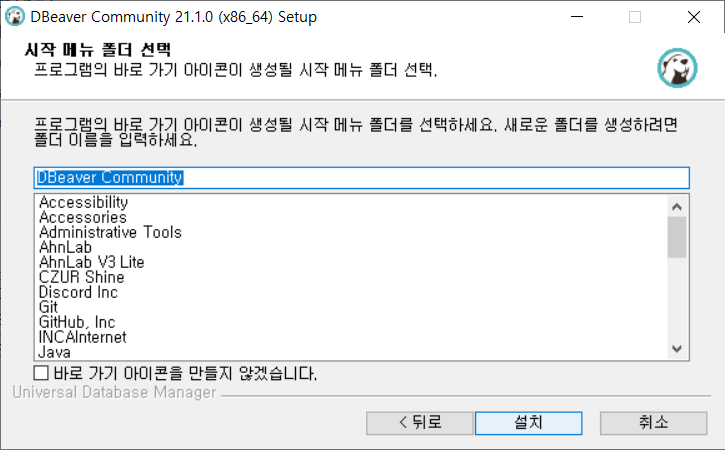 DBeaver Community 21.1.0 (x86_64) Setup
시작 메뉴 폴더 선택
프로그램의 바로 가기 아이콘이 생성될 시작 메뉴 폴더 선택.
프로그램의 바로 가기 아이콘이 생성될 시작 메뉴 폴더를 선택하세요. 새로운 폴더를 생성하려면
폴더 이름을 입력하세요.
DBeaver Community
Accessibility
Accessories
Administrative Tools
AhnLab
AhnLab V3 Lite
CZUR Shine
Discord Inc
Git
GitHub, Inc
INCAInternet
Java
바로 가기 아이콘을 만들지 않겠습니다.
Universal Database Manager
< 뒤로 설치 취소